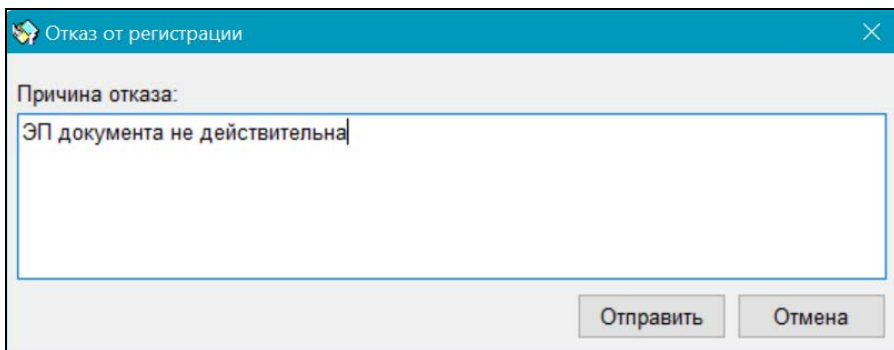 Отказ от регистрации
Причина отказа:
ЭП документа не действительна
Отправить Отмена